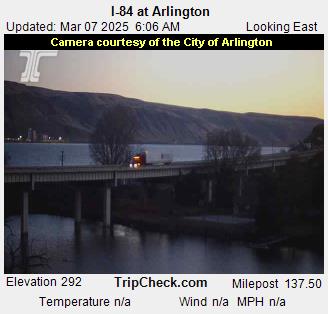 I-84 at Arlington
Updated: Mar 07 2025 6:06 AM Looking East
Camera courtesy of the City of Arlington
Elevation 292 TripCheck.com Milepost 137.50
Temperature n/a Wind n/a MPH n/a